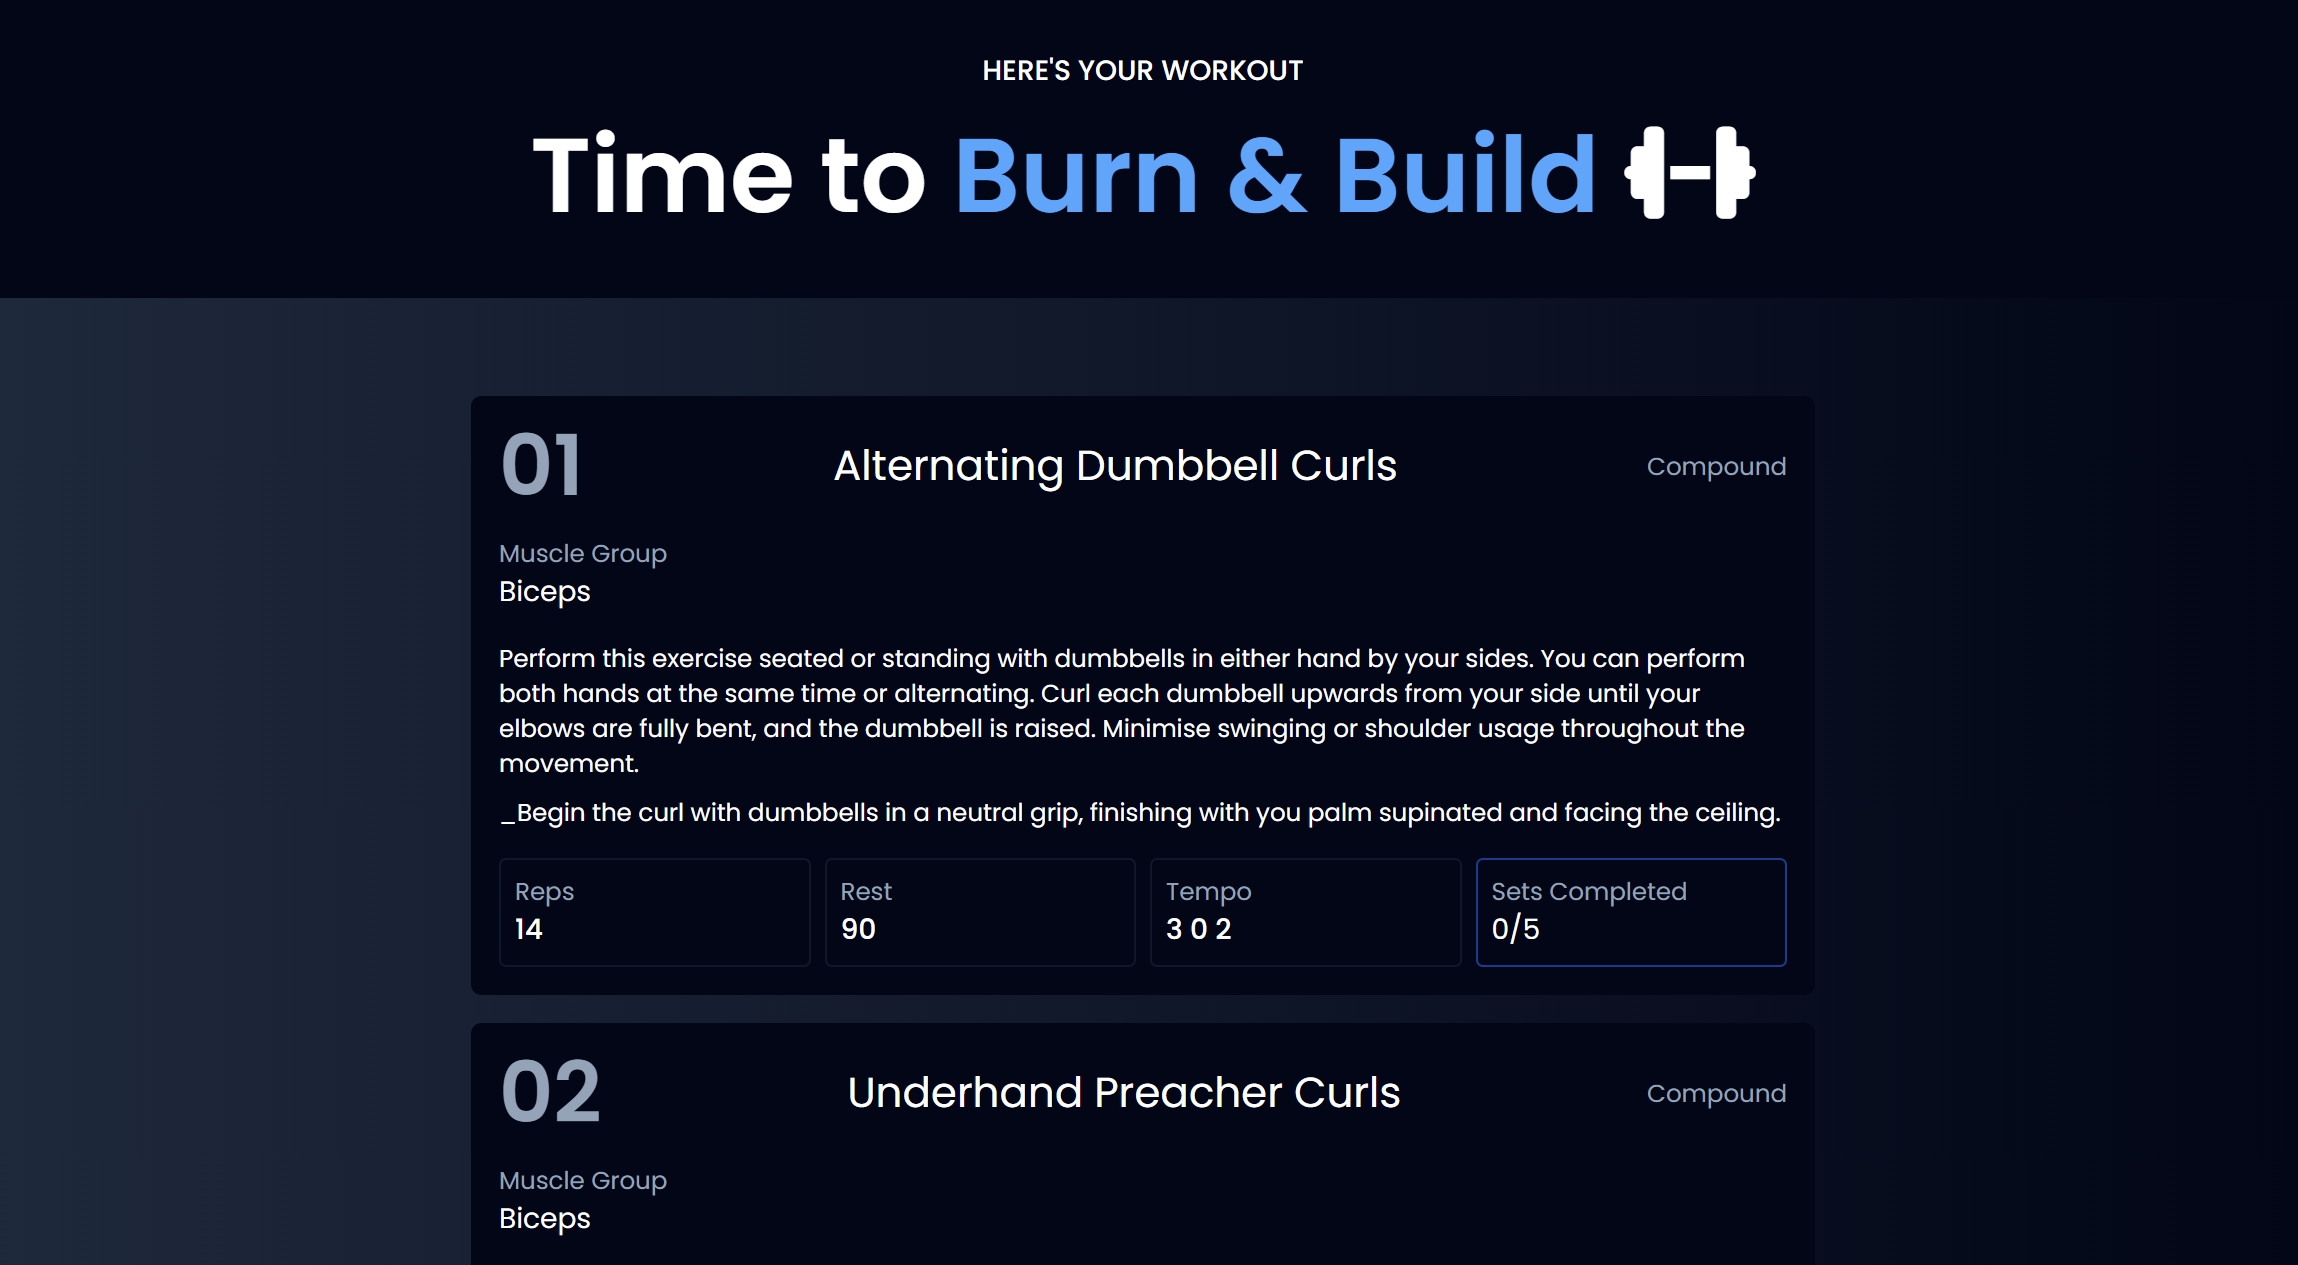 HERE'S YOUR WORKOUT
Time to Burn & Build
01
Alternating Dumbbell Curls
Compound
Muscle Group
Biceps
Perform this exercise seated or standing with dumbbells in either hand by your sides. You can perform
both hands at the same time or alternating. Curl each dumbbell upwards from your side until your
elbows are fully bent, and the dumbbell is raised. Minimise swinging or shoulder usage throughout the
movement.
_Begin the curl with dumbbells in a neutral grip, finishing with you palm supinated and facing the ceiling.
Reps
14
Rest
90
Tempo
3 0 2
Sets Completed
0/5
02
Underhand Preacher Curls
Compound
Muscle Group
Biceps